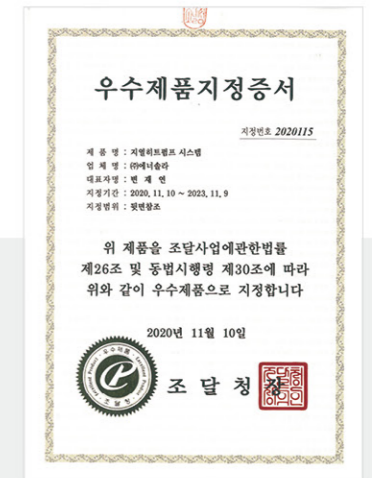 우수제품지정증서
지정번호 2020115
제 품 명 : 지열히트펌프 시스템
업 체 명 : ㈜에너솔라
대표자명 : 변 재 연
지정기간 : 2020. 11. 10 ~ 2023. 11. 9
지정범위 : 뒷면참조
위 제품을 조달사업에관한법률
제26조 및 동법시행령 제30조에 따라
위와 같이 우수제품으로 지정합니다
2020년 11월 10일
조 달 청 장